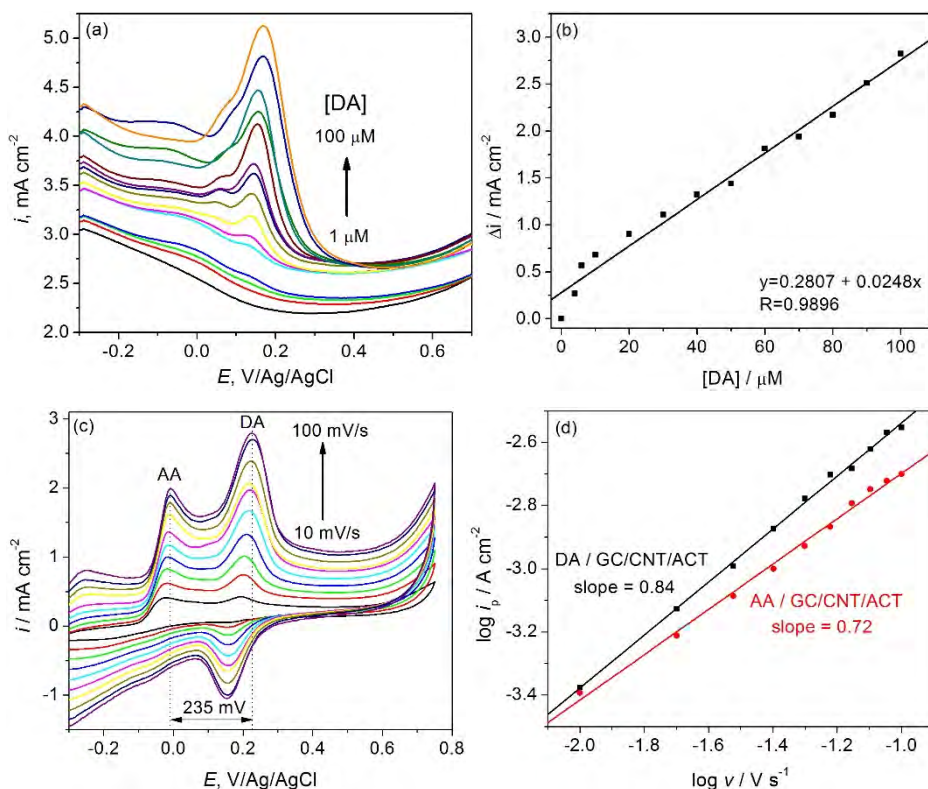 (a)
5.0
4.5
4.0
3.5
3.0
2.5
2.0
i, mA cm⁻²
[DA]
100 μM
1 μM
-0.2 0.0 0.2 0.4 0.6
E, V/Ag/AgCl
(b)
3.0
2.5
2.0
1.5
1.0
0.5
0.0
Δi / mA cm⁻²
y=0.2807 + 0.0248x
R=0.9896
0 20 40 60 80 100
[DA] / μM
(c)
3
2
1
0
-1
i / mA cm⁻²
DA
AA
100 mV/s
10 mV/s
235 mV
-0.2 0.0 0.2 0.4 0.6 0.8
E, V/Ag/AgCl
(d)
-2.6
-2.8
-3.0
-3.2
-3.4
log iₚ / A cm⁻²
DA / GC/CNT/ACT
slope = 0.84
AA / GC/CNT/ACT
slope = 0.72
-2.0 -1.8 -1.6 -1.4 -1.2 -1.0
log v / V s⁻¹